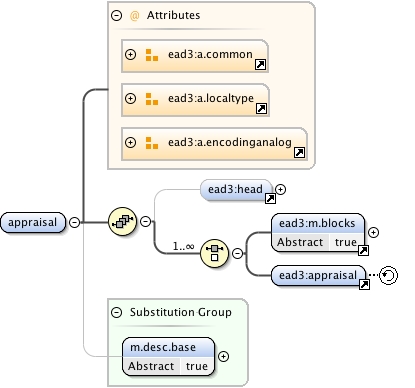 Attributes
ead3:a.common
ead3:a.localtype
ead3:a.encodinganalog
appraisal
ead3:head
1..∞
ead3:m.blocks
Abstract true
ead3:appraisal
Substitution Group
m.desc.base
Abstract true